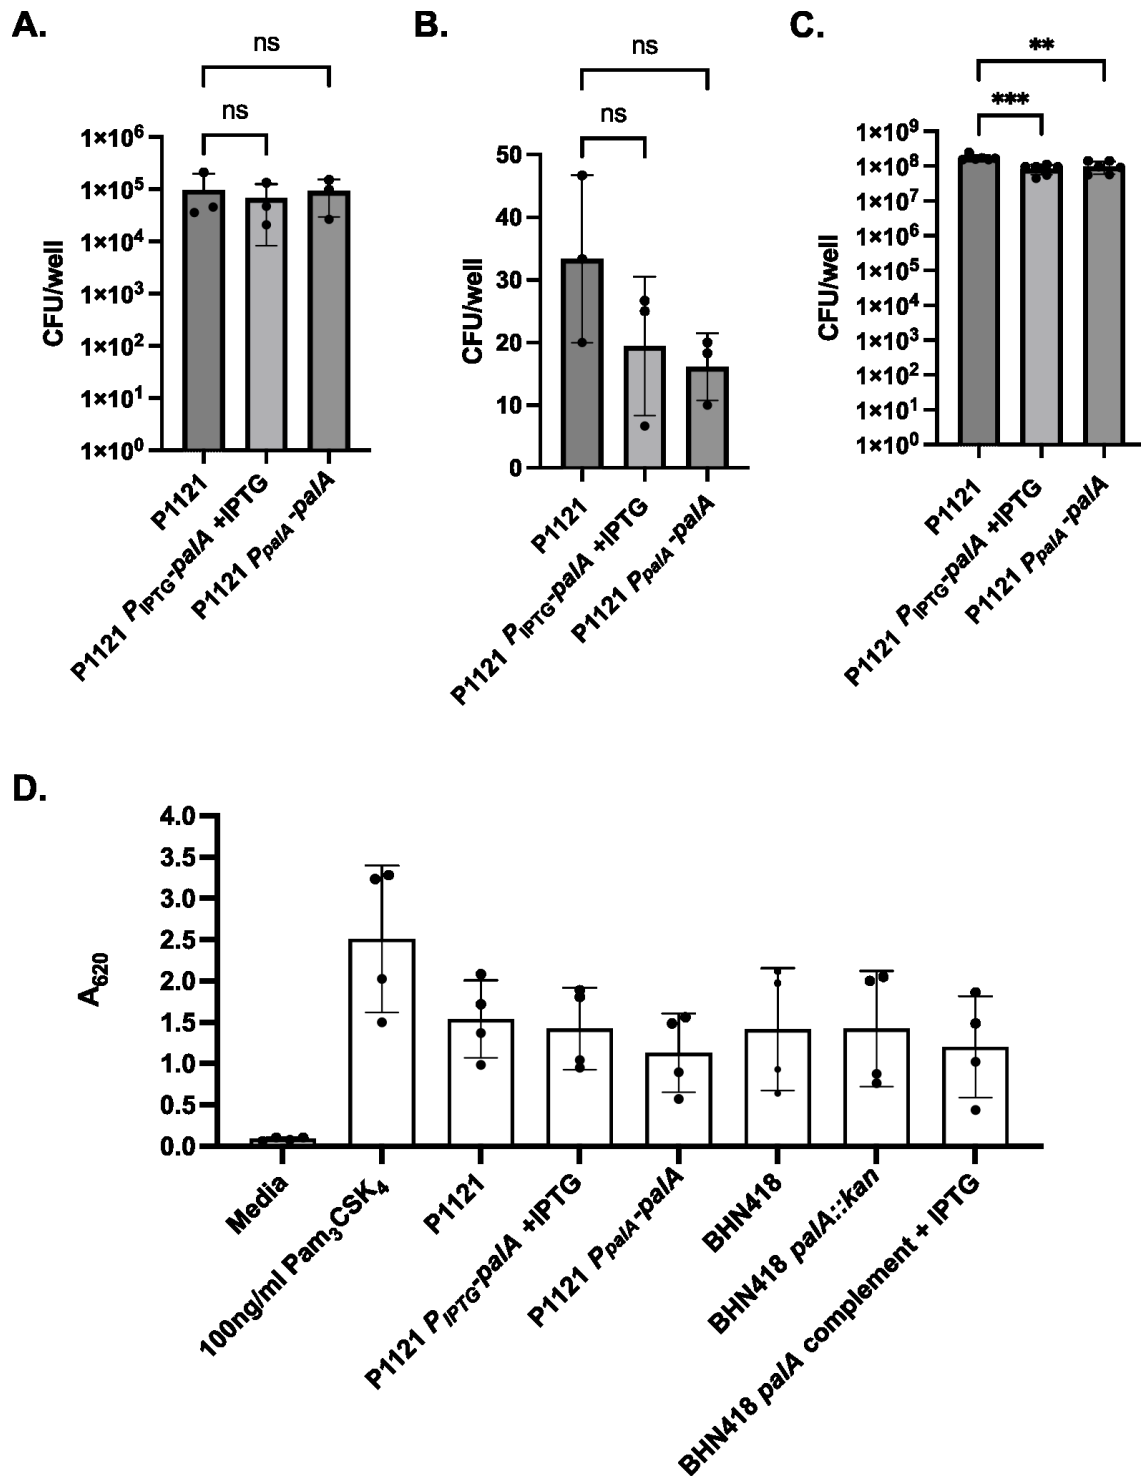 A.
ns
ns
1×10⁶
1×10⁵
1×10⁴
1×10³
1×10²
1×10¹
1×10⁰
CFU/well
P1121
P1121 P_IPTG-palA +IPTG
P1121 P_palA-palA
B.
ns
ns
50
40
30
20
10
0
CFU/well
P1121
P1121 P_IPTG-palA +IPTG
P1121 P_palA-palA
C.
**
***
1×10⁹
1×10⁸
1×10⁷
1×10⁶
1×10⁵
1×10⁴
1×10³
1×10²
1×10¹
1×10⁰
CFU/well
P1121
P1121 P_IPTG-palA +IPTG
P1121 P_palA-palA
D.
4.0
3.5
3.0
2.5
2.0
1.5
1.0
0.5
0.0
A₆₂₀
Media
100ng/ml Pam₃CSK₄
P1121
P1121 P_IPTG-palA +IPTG
P1121 P_palA-palA
BHN418
BHN418 palA::kan
BHN418 palA complement + IPTG